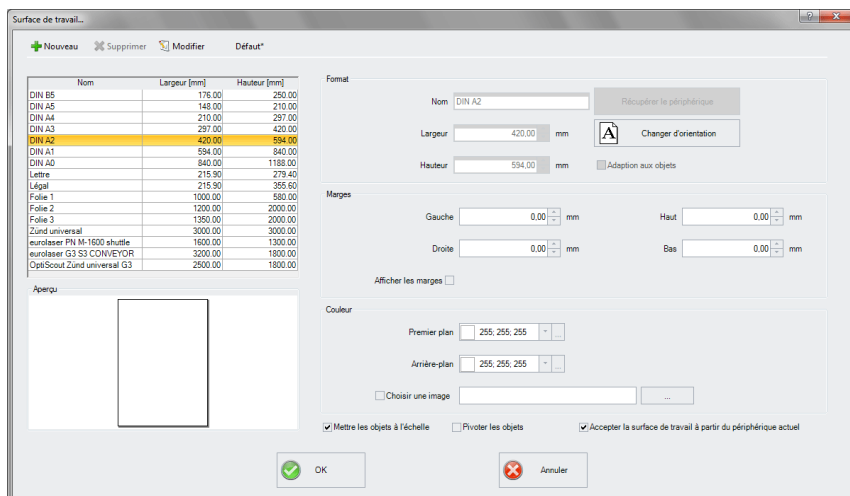 Surface de travail...
Nouveau Supprimer Modifier Défaut*
Nom Largeur [mm] Hauteur [mm]
DIN B5 176.00 250.00
DIN A5 148.00 210.00
DIN A4 210.00 297.00
DIN A3 297.00 420.00
DIN A2 420.00 594.00
DIN A1 594.00 840.00
DIN A0 840.00 1188.00
Lettre 215.90 279.40
Légal 215.90 355.60
Folie 1 1000.00 580.00
Folie 2 1200.00 2000.00
Folie 3 1350.00 2000.00
Zünd universal 3000.00 3000.00
eurolaser PN M-1600 shuttle 1600.00 1300.00
eurolaser G3 S3 CONVEYOR 3200.00 1800.00
OptiScout Zünd universal G3 2500.00 1800.00
Aperçu
Format
Nom DIN A2 Récupérer le périphérique
Largeur 420,00 mm A Changer d'orientation
Hauteur 594,00 mm Adaption aux objets
Marges
Gauche 0,00 mm Haut 0,00 mm
Droite 0,00 mm Bas 0,00 mm
Afficher les marges
Couleur
Premier plan 255; 255; 255 ...
Arrière-plan 255; 255; 255 ...
Choisir une image ...
Mettre les objets à l'échelle Pivoter les objets Accepter la surface de travail à partir du périphérique actuel
OK Annuler